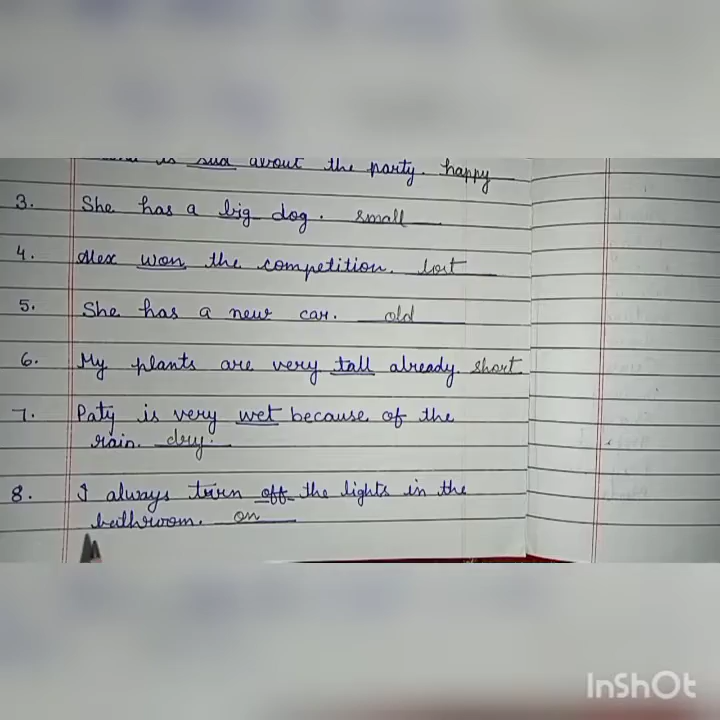 is sad about the party. happy
3. She has a big dog. small
4. Alex won the competition. lost
5. She has a new car. old
6. My plants are very tall already. short
7. Paty is very wet because of the
rain. dry.
8. I always turn off the lights in the
bathroom. on
InShOt